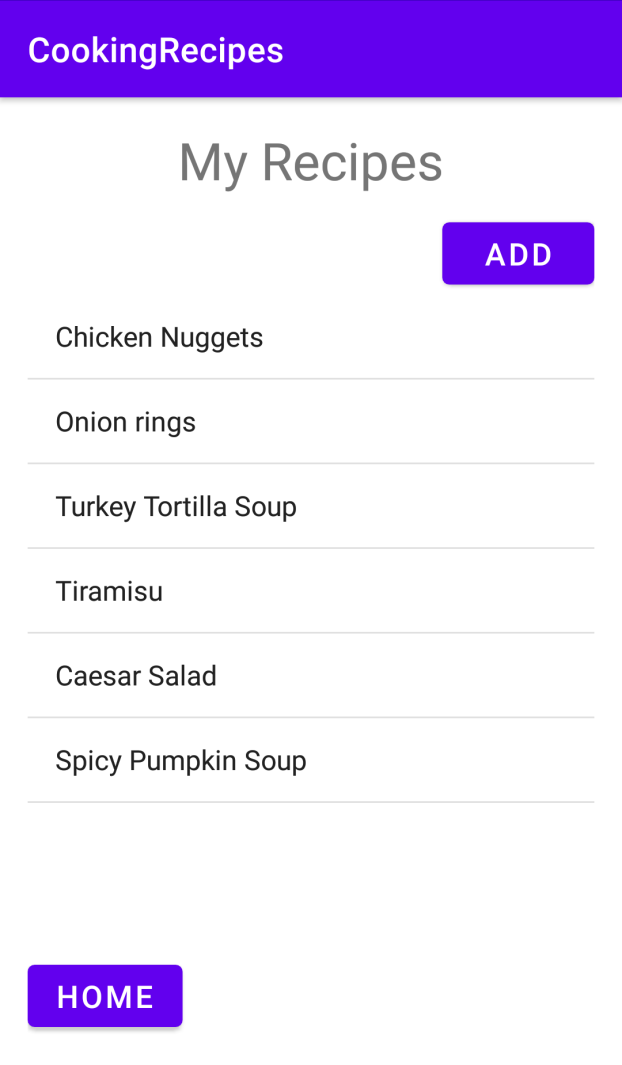 CookingRecipes
My Recipes
ADD
Chicken Nuggets
Onion rings
Turkey Tortilla Soup
Tiramisu
Caesar Salad
Spicy Pumpkin Soup
HOME